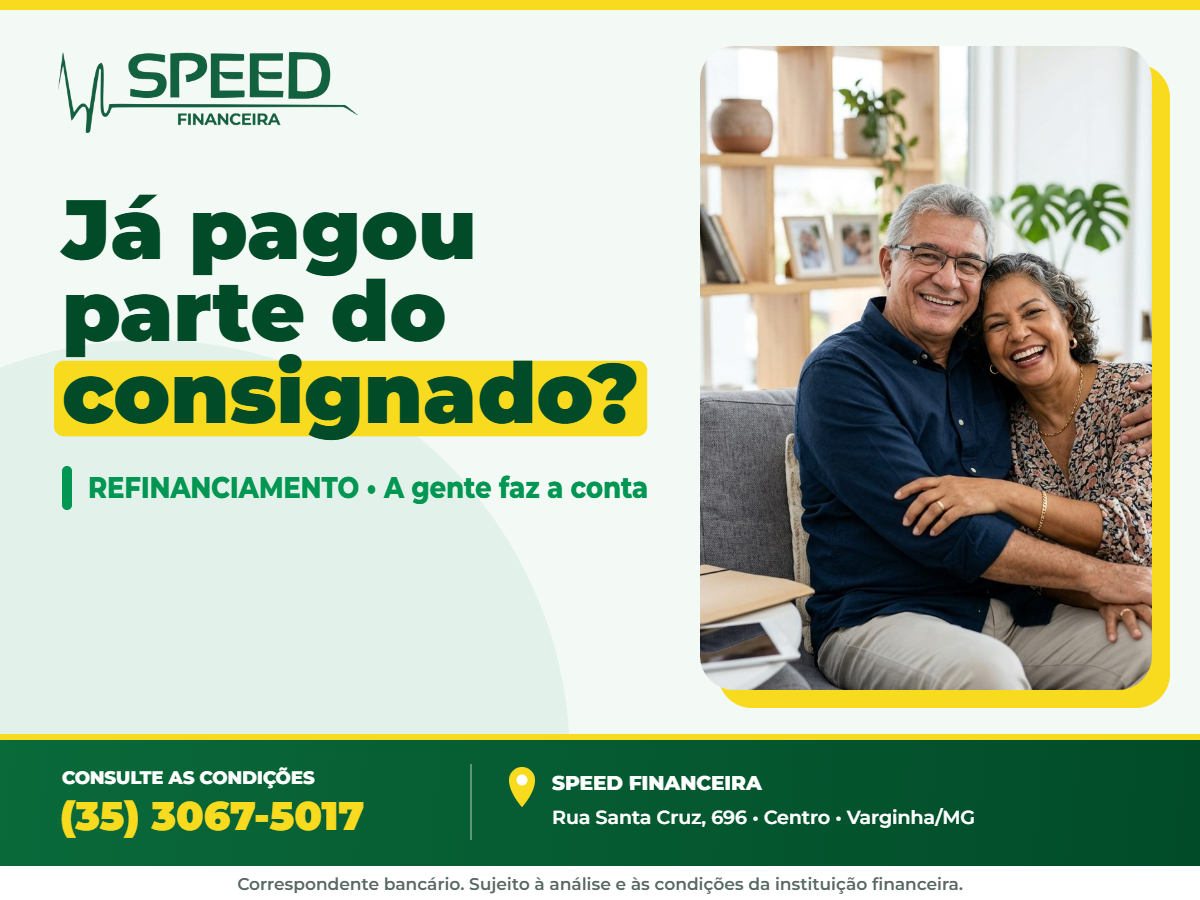 SPEED
FINANCEIRA
Já pagou
parte do
consignado?
REFINANCIAMENTO • A gente faz a conta
CONSULTE AS CONDIÇÕES
(35) 3067-5017
SPEED FINANCEIRA
Rua Santa Cruz, 696 • Centro • Varginha/MG
Correspondente bancário. Sujeito à análise e às condições da instituição financeira.